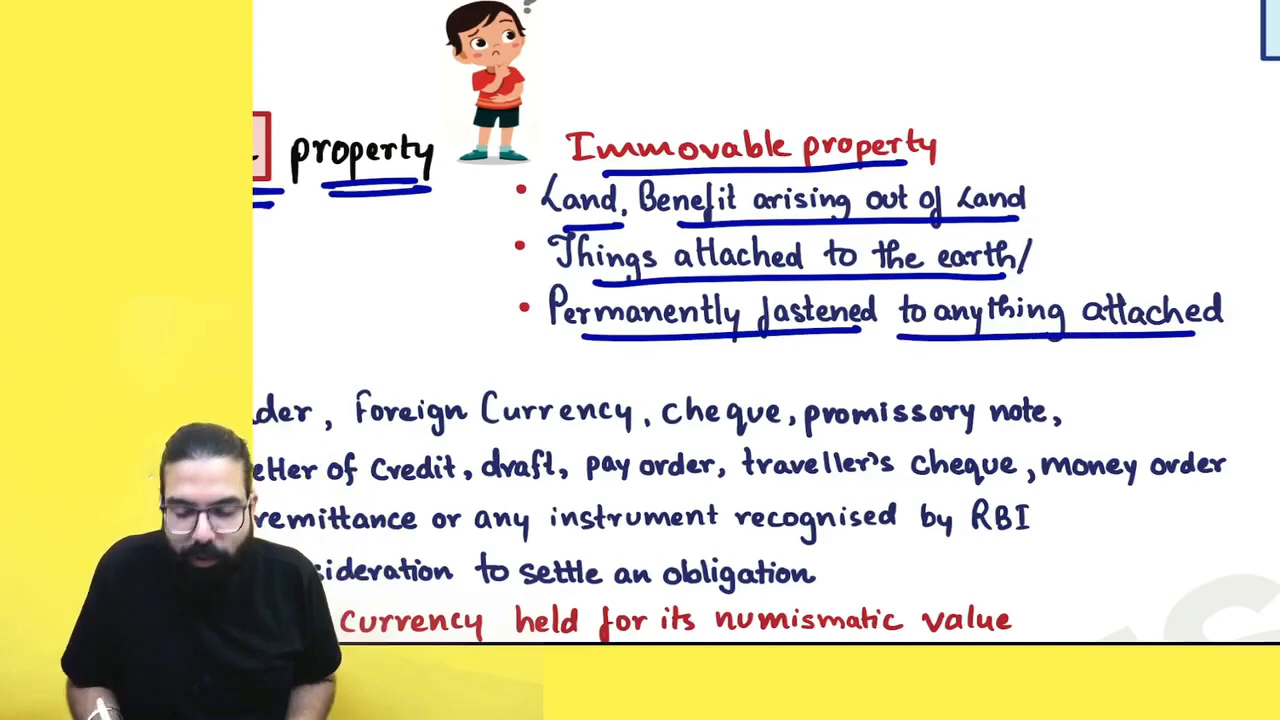 property
Immovable property
• Land, Benefit arising out of Land
• Things attached to the earth/
• Permanently fastened to anything attached
der, Foreign Currency, cheque, promissory note,
etter of Credit, draft, pay order, traveller's cheque, money order
remittance or any instrument recognised by RBI
sideration to settle an obligation
currency held for its numismatic value